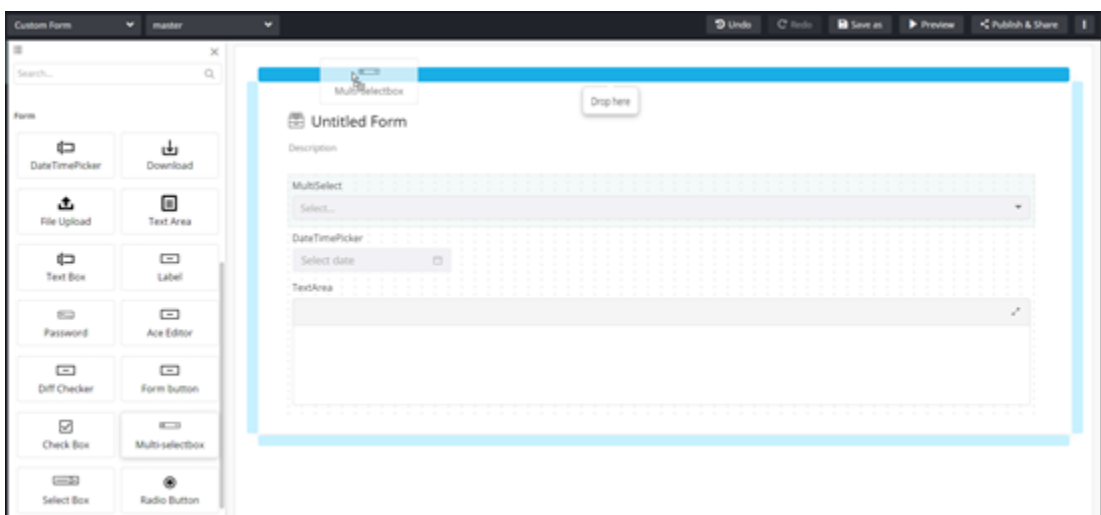 Custom Form master Undo Redo Save as Preview Publish & Share
Search...
Form
DateTimePicker Download
File Upload Text Area
Text Box Label
Password Ace Editor
Diff Checker Form button
Check Box Multi-selectbox
Select Box Radio Button
Multi-selectbox
Drop here
Untitled Form
Description
MultiSelect
Select...
DateTimePicker
Select date
TextArea